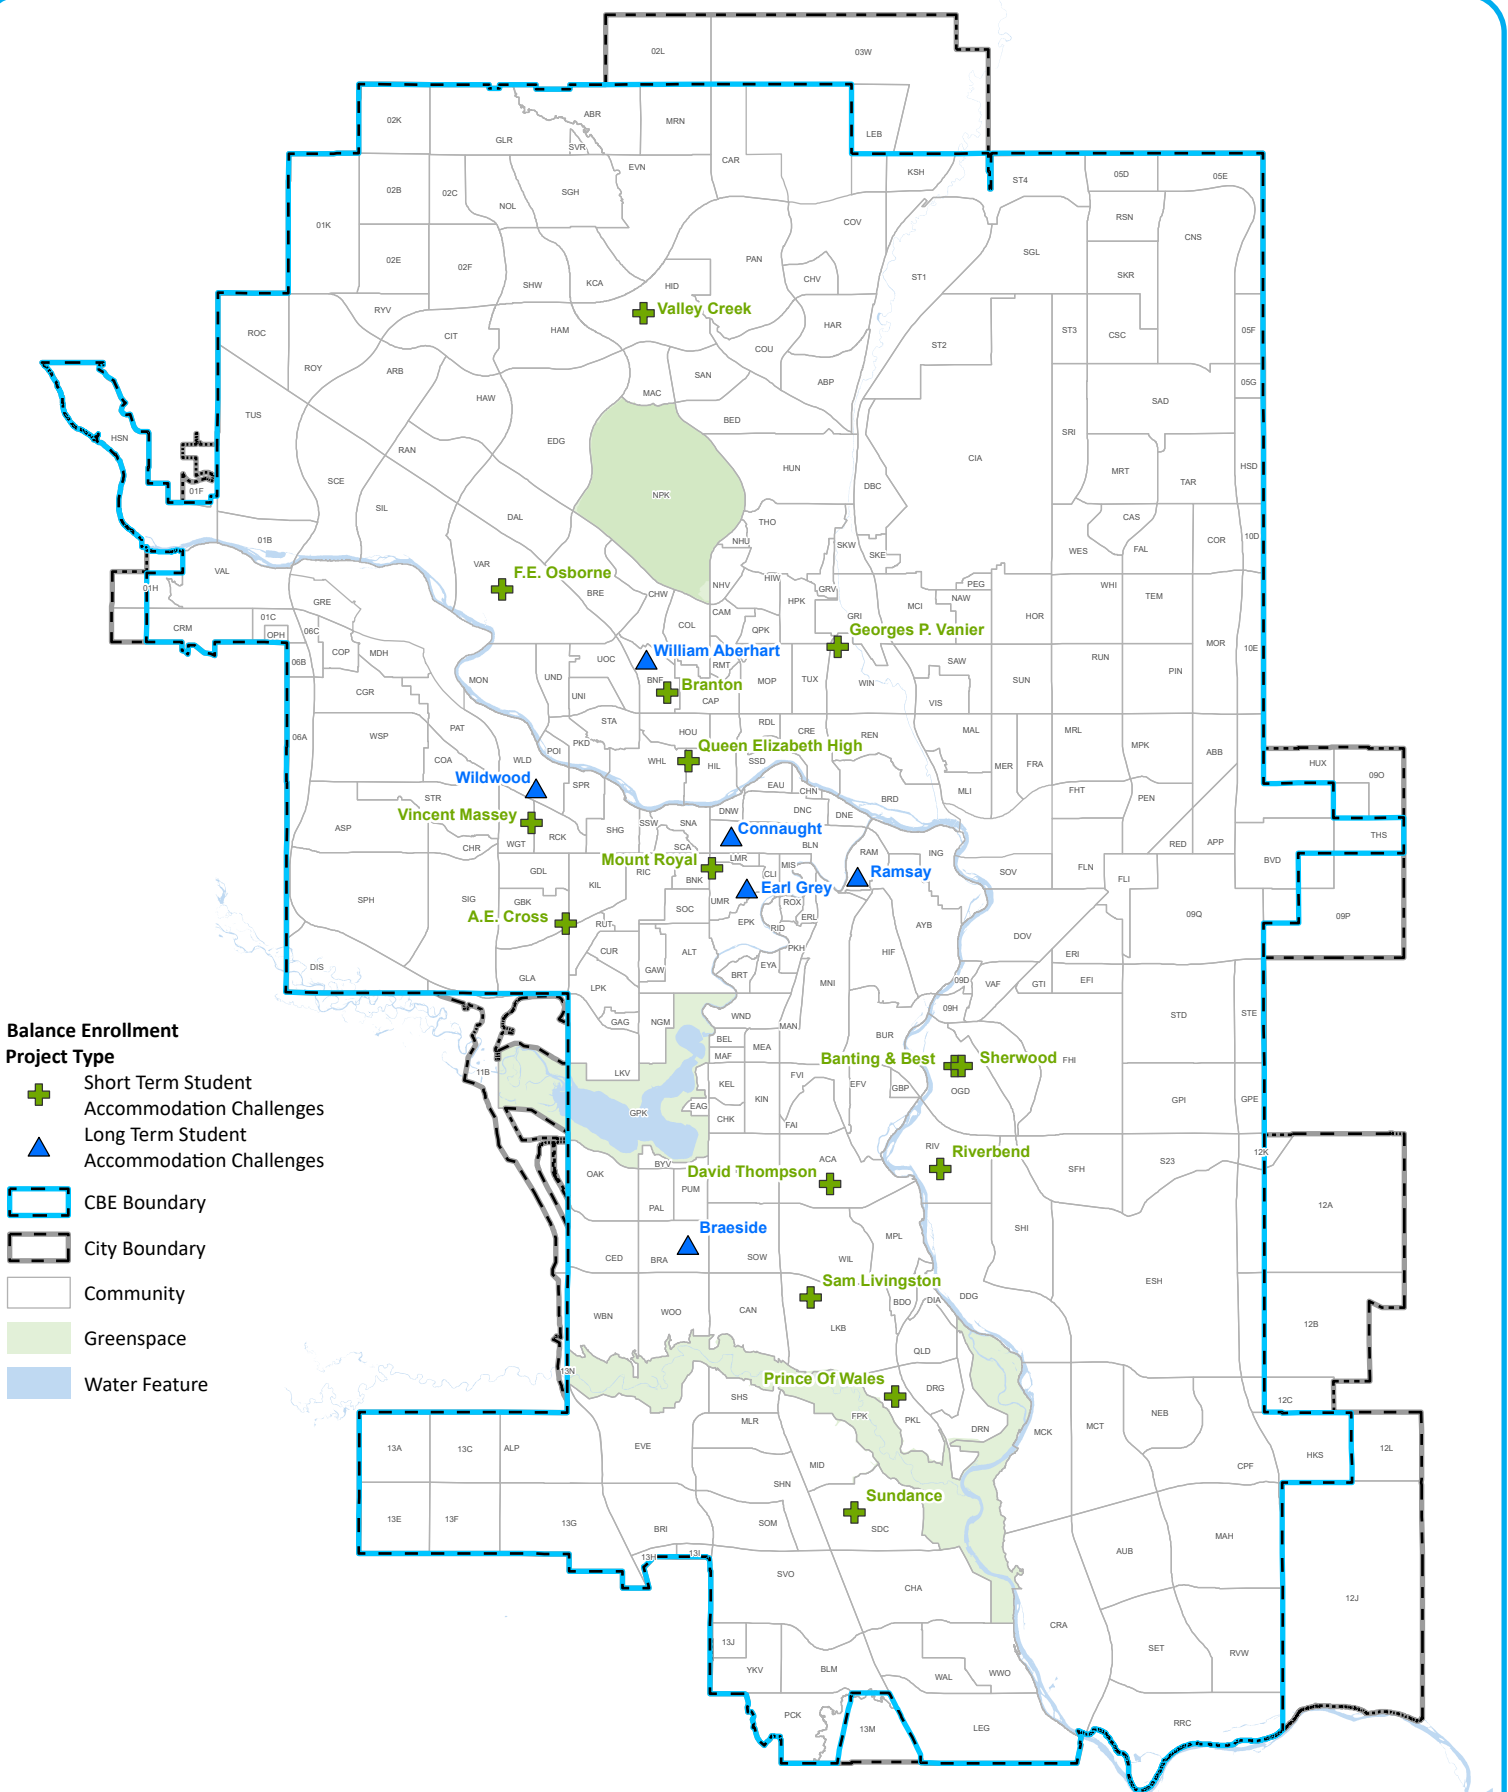 02L
03W
02K
ABR
MRN
GLR
SVR
LEB
EVN
CAR
KSH
ST4
05D
05E
02B
02C
SGH
NOL
RSN
01K
COV
CNS
SGL
02E
02F
PAN
SKR
ST1
CHV
SHW
KCA
HID
RYV
Valley Creek
ROC
CIT
HAM
HAR
ST3
CSC
05F
COU
ST2
ROY
ARB
SAN
ABP
05G
MAC
HAW
SAD
TUS
BED
HSN
EDG
SRI
RAN
CIA
HUN
MRT
HSD
SCE
TAR
01F
DBC
NPK
SIL
DAL
THO
CAS
01B
NHU
SKW
SKE
WES
FAL
COR
10D
VAR
VAL
F.E. Osborne
01H
BRE
CHW
NHV
HIW
GRV
PEG
WHI
TEM
NAW
GRE
HPK
MCI
01C
CAM
GRI
HOR
CRM
OPH
06C
COL
QPK
Georges P. Vanier
MOR
10E
COP
MDH
William Aberhart
06B
UOC
RMT
SAW
RUN
PIN
UND
BNF
MOP
TUX
WIN
SUN
MON
CGR
UNI
Branton
CAP
VIS
STA
RDL
CRE
PAT
WSP
06A
HOU
REN
MAL
MRL
PKD
Queen Elizabeth High
MPK
ABB
POI
COA
WLD
WHL
HIL
SSD
MER
FRA
HUX
09O
Wildwood
SPR
EAU
CHN
MLI
FHT
STR
BRD
PEN
Vincent Massey
DNW
DNC
DNE
ASP
SHG
SSW
SNA
Connaught
THS
RCK
WGT
CHR
SCA
BLN
RED
APP
RAM
ING
Mount Royal
LMR
MIS
BVD
GDL
RIC
CLI
Ramsay
SOV
FLN
FLI
KIL
BNK
Earl Grey
SPH
SIG
GBK
UMR
ROX
A.E. Cross
SOC
ERL
09Q
09P
RUT
EPK
RID
AYB
DOV
CUR
ALT
PKH
HIF
ERI
DIS
GAW
EYA
GLA
BRT
09D
VAF
GTI
EFI
LPK
MNI
09H
GAG
NGM
WND
MAN
STD
STE
BEL
BUR
Balance Enrollment
Project Type
MEA
MAF
Banting & Best
Sherwood
FHI
11B
LKV
FVI
Short Term Student
Accommodation Challenges
KEL
EFV
GBP
OGD
KIN
GPI
GPE
EAG
GPK
CHK
FAI
Long Term Student
Accommodation Challenges
RIV
Riverbend
12K
BYV
ACA
S23
OAK
David Thompson
SFH
PUM
CBE Boundary
PAL
12A
Braeside
SHI
MPL
City Boundary
CED
BRA
SOW
WIL
Sam Livingston
ESH
Community
DDG
BDO
DIA
WOO
CAN
WBN
12B
LKB
Greenspace
QLD
13N
Prince Of Wales
Water Feature
DRG
SHS
12C
NEB
FPK
PKL
MLR
DRN
MCT
MCK
13A
13C
ALP
EVE
12L
HKS
MID
CPF
SHN
Sundance
13E
13F
13G
SOM
BRI
SDC
MAH
AUB
13H
13I
SVO
CHA
12J
CRA
13J
SET
RVW
YKV
BLM
WAL
WWO
PCK
RRC
13M
LEG